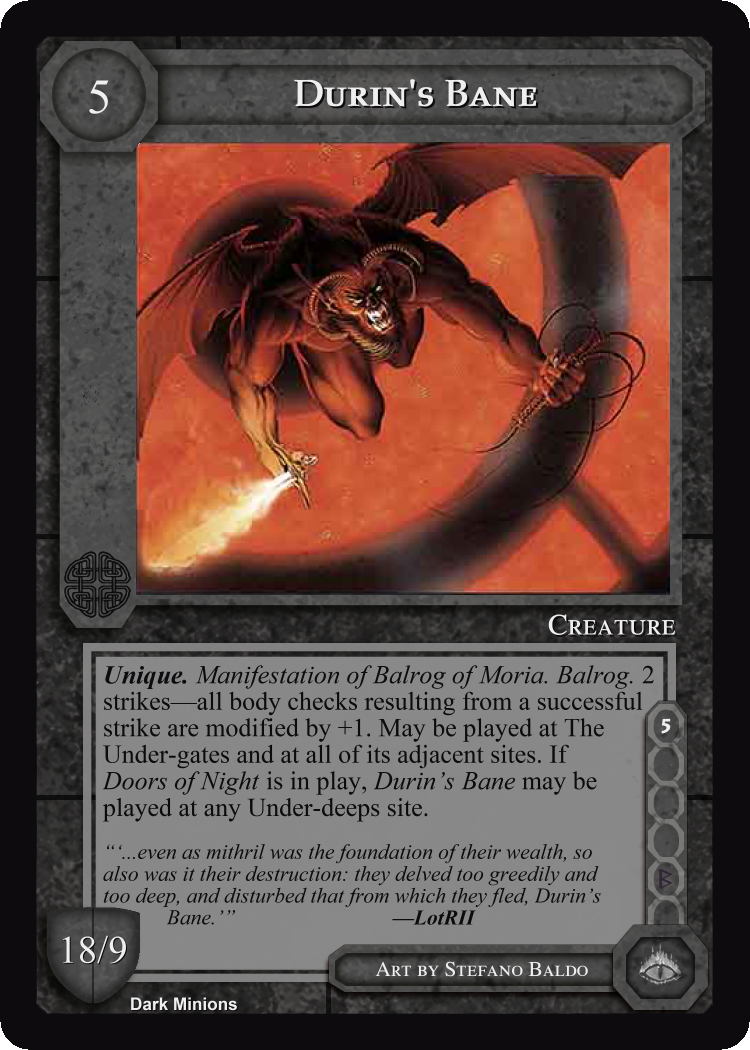 5
DURIN'S BANE
CREATURE
Unique. Manifestation of Balrog of Moria. Balrog. 2
strikes—all body checks resulting from a successful
strike are modified by +1. May be played at The
Under-gates and at all of its adjacent sites. If
Doors of Night is in play, Durin's Bane may be
played at any Under-deeps site.
5
"'...even as mithril was the foundation of their wealth, so
also was it their destruction: they delved too greedily and
too deep, and disturbed that from which they fled, Durin's
Bane.'" —LotRII
18/9
ART BY STEFANO BALDO
Dark Minions